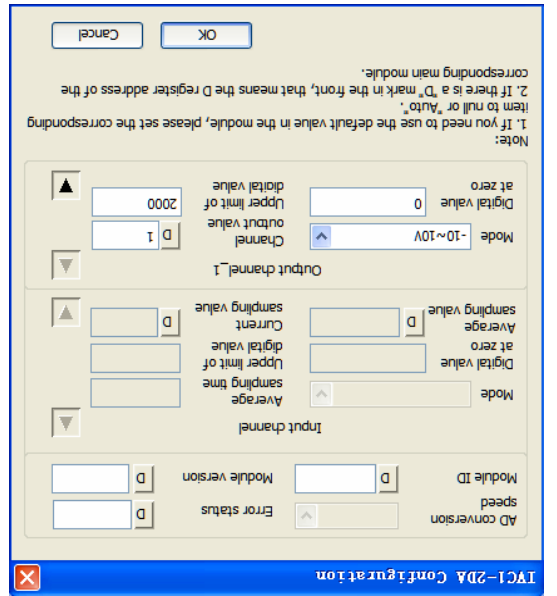 IVC1-2DA Configuration
AD conversion speed
Error status
D
Module ID
D
Module version
D
Input channel
Mode
Average sampling time
Digital value at zero
Upper limit of digital value
Average sampling value
D
Current sampling value
D
Output channel_1
Mode
-10~10V
Channel output value
D
1
Digital value at zero
0
Upper limit of digital value
2000
Note:
1. If you need to use the default value in the module, please set the corresponding
item to null or "Auto".
2. If there is a "D" mark in the front, that means the D register address of the
corresponding main module.
OK
Cancel